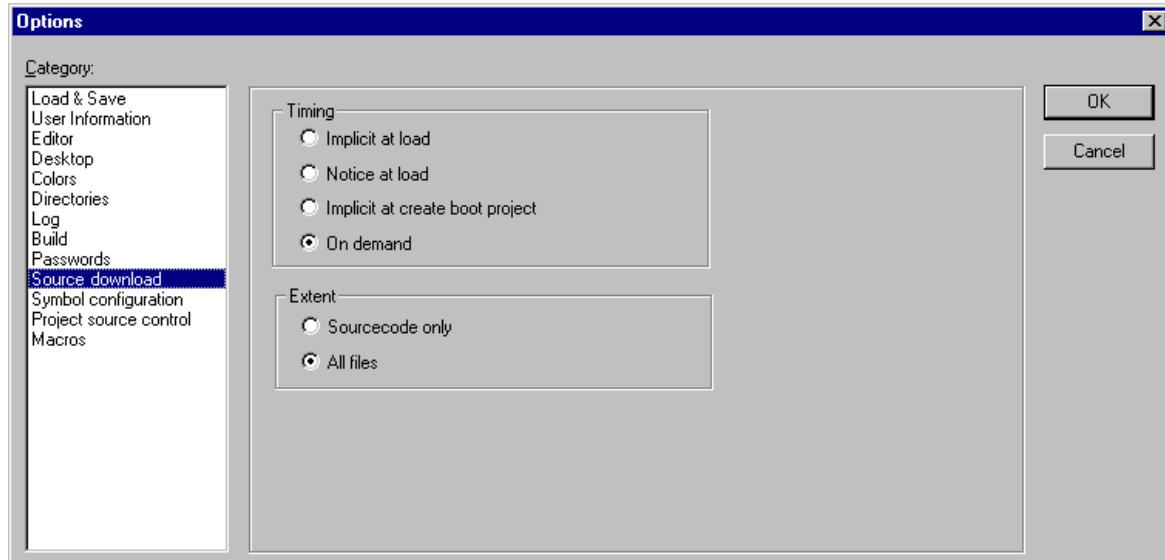 Options
Category:
Load & Save
User Information
Editor
Desktop
Colors
Directories
Log
Build
Passwords
Source download
Symbol configuration
Project source control
Macros
Timing
Implicit at load
Notice at load
Implicit at create boot project
On demand
Extent
Sourcecode only
All files
OK
Cancel